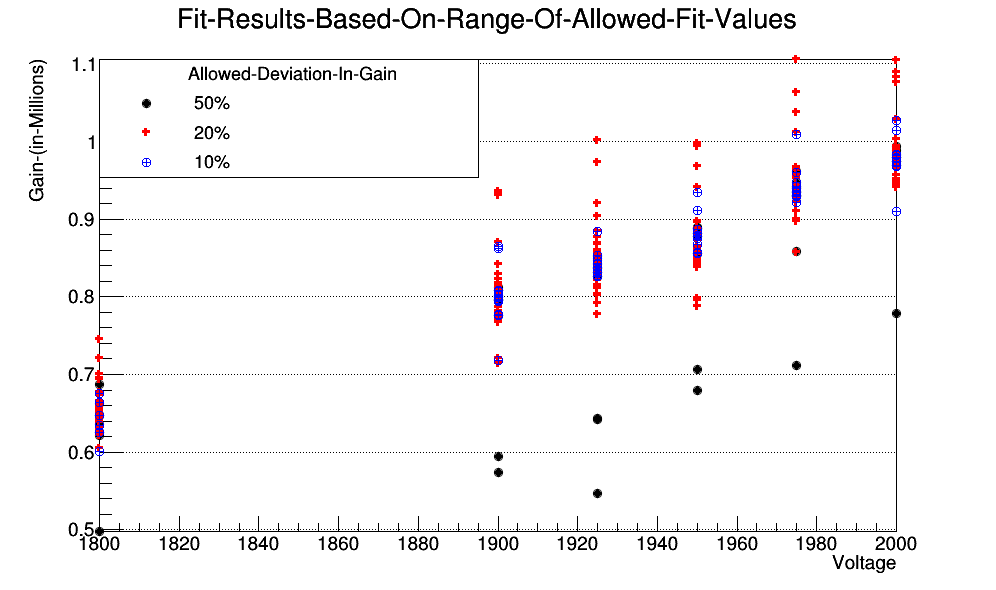 Fit-Results-Based-On-Range-Of-Allowed-Fit-Values
Gain-(in-Millions)
Allowed-Deviation-In-Gain
50%
20%
10%
1.1
1
0.9
0.8
0.7
0.6
0.5
1800 1820 1840 1860 1880 1900 1920 1940 1960 1980 2000
Voltage